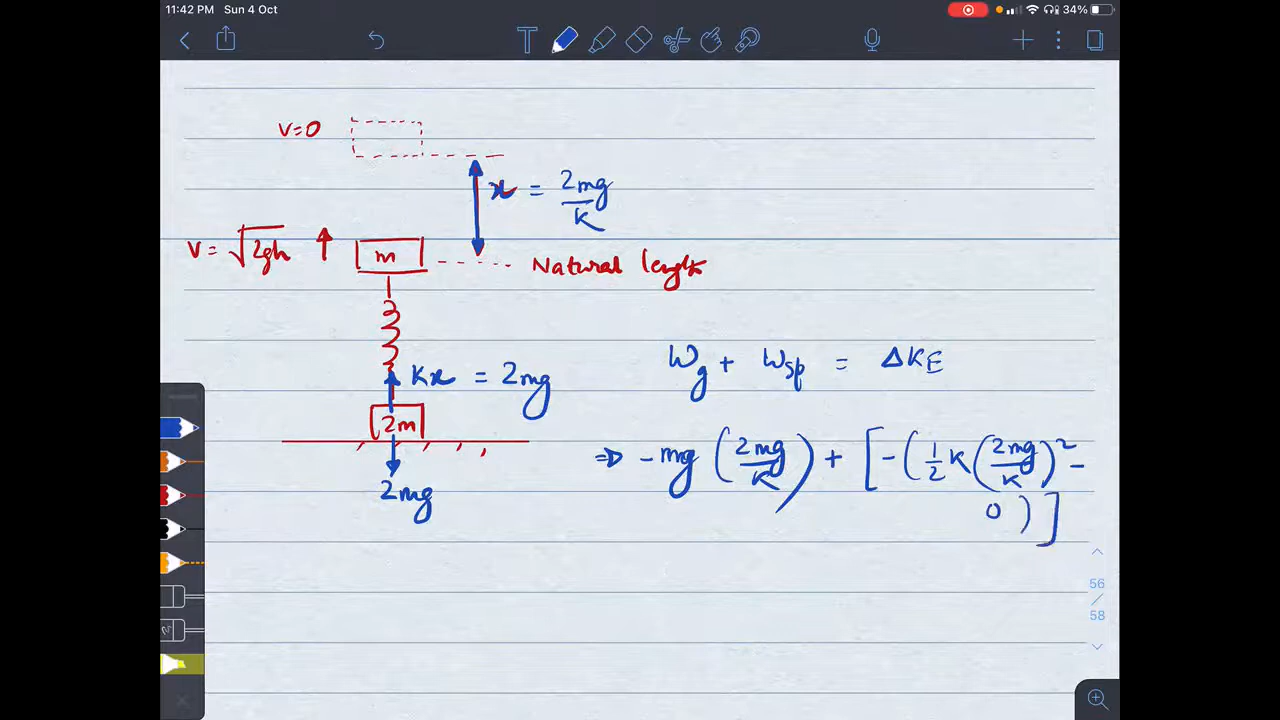 11:42 PM Sun 4 Oct 34%
T
v=0
x = 2mg/K
V = √2gh m Natural length
Wg + Wsp = ΔKE
Kx = 2mg
2m
⇒ -mg (2mg/K) + [-(1/2 K (2mg/K)² -
0)]
2mg
56
/
58